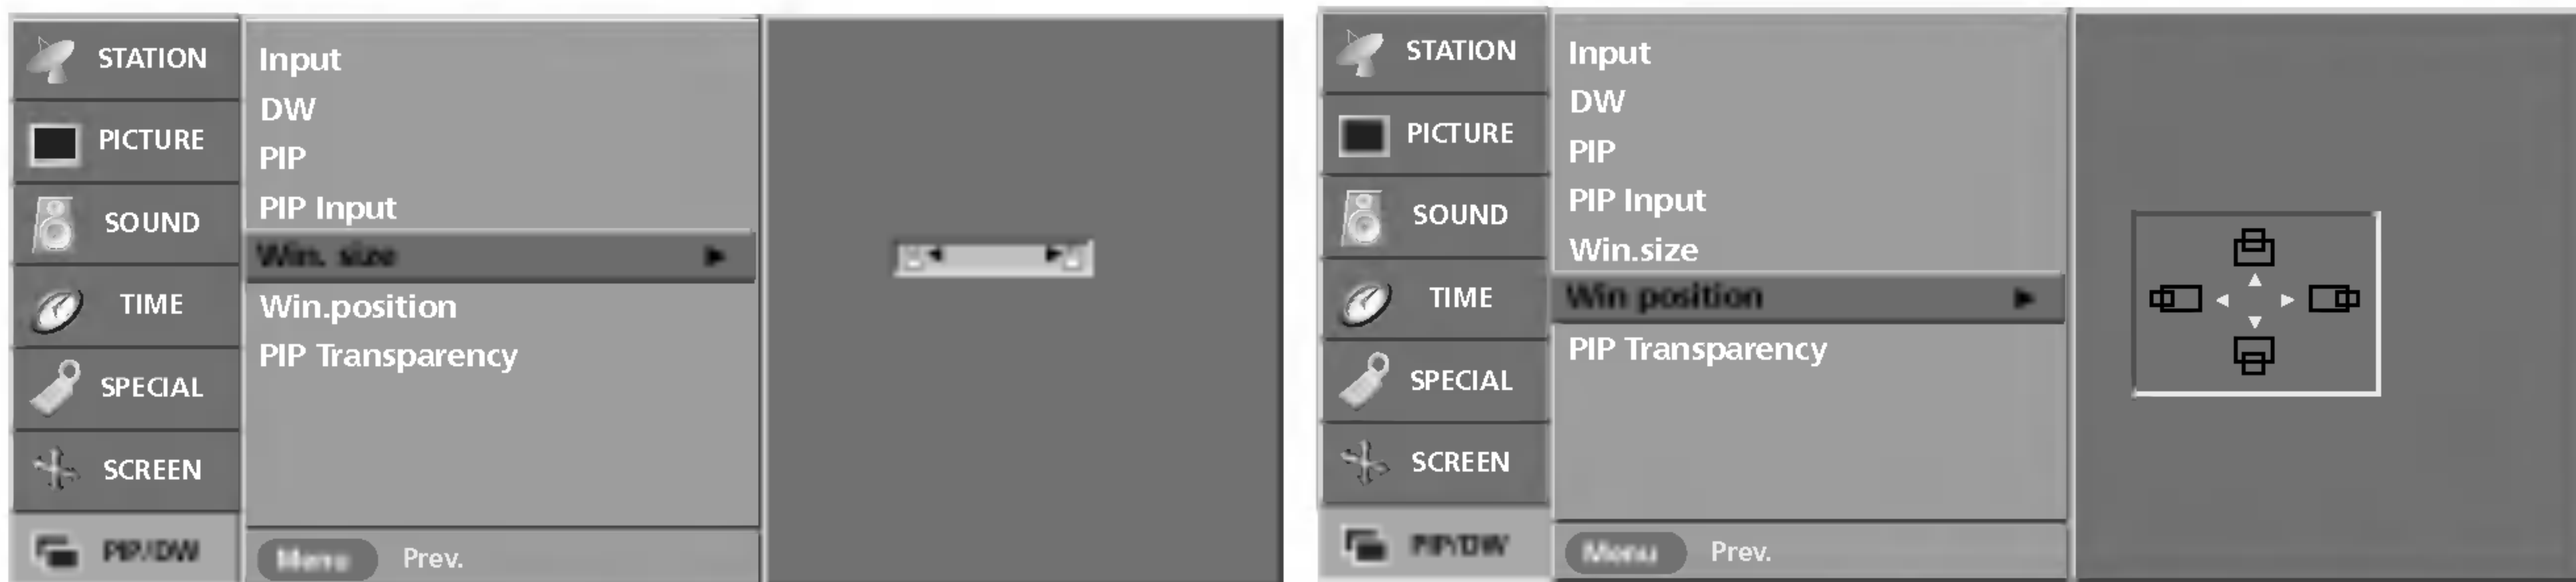 STATION
PICTURE
SOUND
TIME
SPECIAL
SCREEN
PIP/DW
Input
DW
PIP
PIP Input
Win. size
Win.position
PIP Transparency
Menu Prev.
STATION
PICTURE
SOUND
TIME
SPECIAL
SCREEN
PIP/DW
Input
DW
PIP
PIP Input
Win.size
Win position
PIP Transparency
Menu Prev.